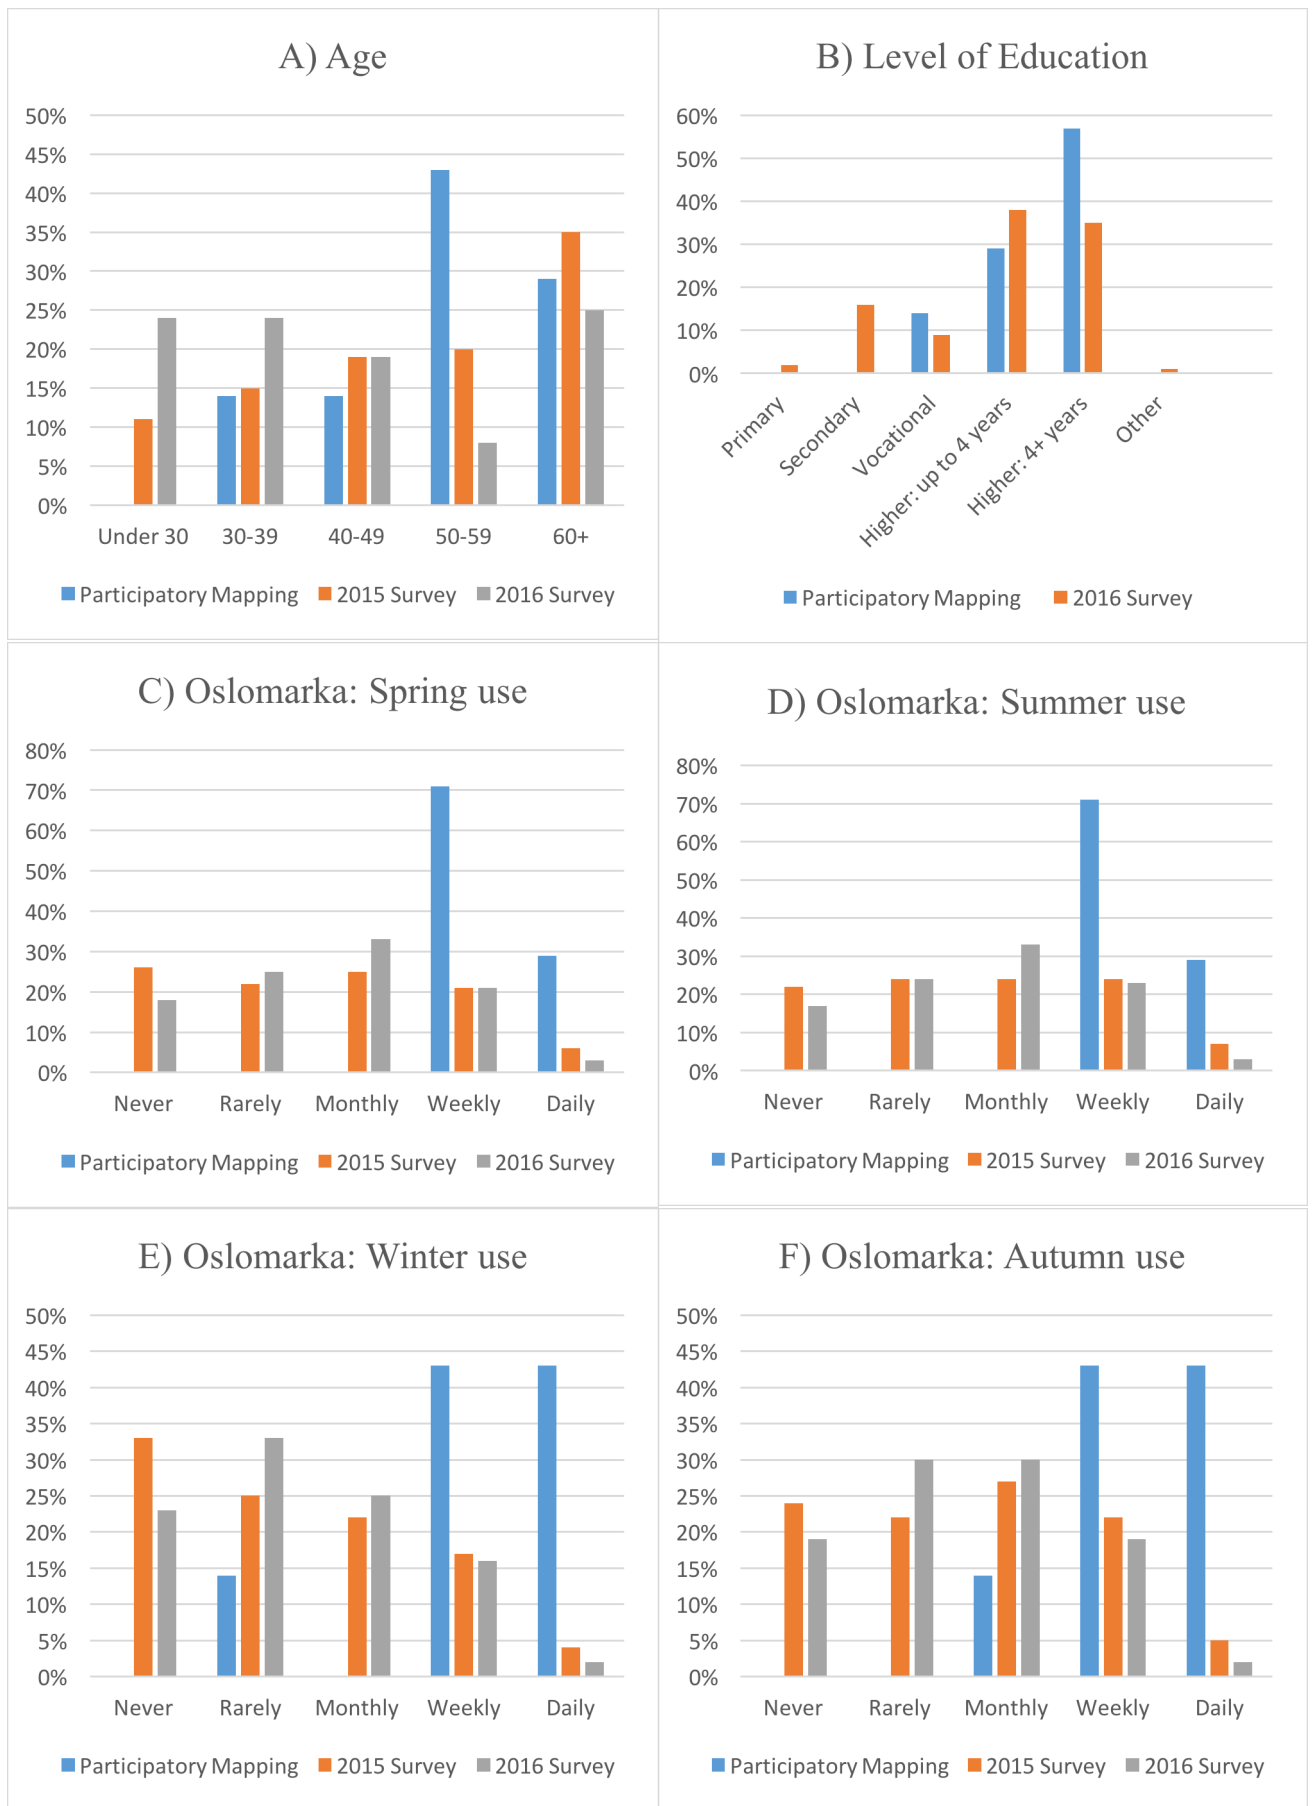 A) Age
50%
45%
40%
35%
30%
25%
20%
15%
10%
5%
0%
Under 30 30-39 40-49 50-59 60+
Participatory Mapping 2015 Survey 2016 Survey
B) Level of Education
60%
50%
40%
30%
20%
10%
0%
Primary
Secondary
Vocational
Higher: up to 4 years
Higher: 4+ years
Other
Participatory Mapping 2016 Survey
C) Oslomarka: Spring use
80%
70%
60%
50%
40%
30%
20%
10%
0%
Never Rarely Monthly Weekly Daily
Participatory Mapping 2015 Survey 2016 Survey
D) Oslomarka: Summer use
80%
70%
60%
50%
40%
30%
20%
10%
0%
Never Rarely Monthly Weekly Daily
Participatory Mapping 2015 Survey 2016 Survey
E) Oslomarka: Winter use
50%
45%
40%
35%
30%
25%
20%
15%
10%
5%
0%
Never Rarely Monthly Weekly Daily
Participatory Mapping 2015 Survey 2016 Survey
F) Oslomarka: Autumn use
50%
45%
40%
35%
30%
25%
20%
15%
10%
5%
0%
Never Rarely Monthly Weekly Daily
Participatory Mapping 2015 Survey 2016 Survey